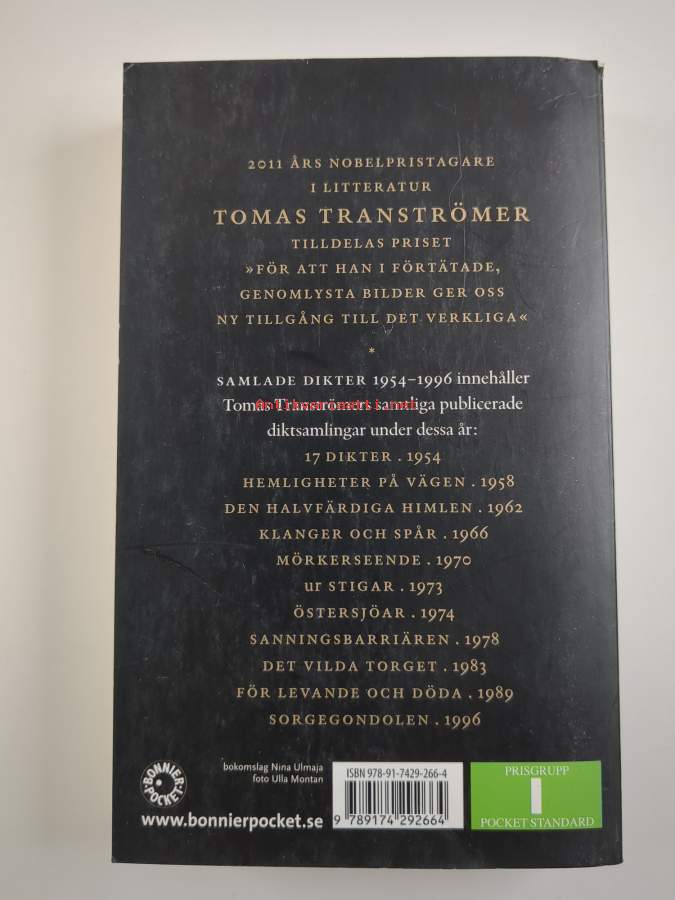 2011 ÅRS NOBELPRISTAGARE
I LITTERATUR
TOMAS TRANSTRÖMER
TILLDELAS PRISET
»FÖR ATT HAN I FÖRTÄTADE,
GENOMLYSTA BILDER GER OSS
NY TILLGÅNG TILL DET VERKLIGA«
*
SAMLADE DIKTER 1954–1996 innehåller
Tomas Tranströmers samtliga publicerade
diktsamlingar under dessa år:
17 DIKTER . 1954
HEMLIGHETER PÅ VÄGEN . 1958
DEN HALVFÄRDIGA HIMLEN . 1962
KLANGER OCH SPÅR . 1966
MÖRKERSEENDE . 1970
ur STIGAR . 1973
ÖSTERSJÖAR . 1974
SANNINGSBARRIÄREN . 1978
DET VILDA TORGET . 1983
FÖR LEVANDE OCH DÖDA . 1989
SORGEGONDOLEN . 1996
BONNIER
POCKET
www.bonnierpocket.se
bokomslag Nina Ulmaja
foto Ulla Montan
ISBN 978-91-7429-266-4
9 789174 292664
PRISGRUPP
1
POCKET STANDARD